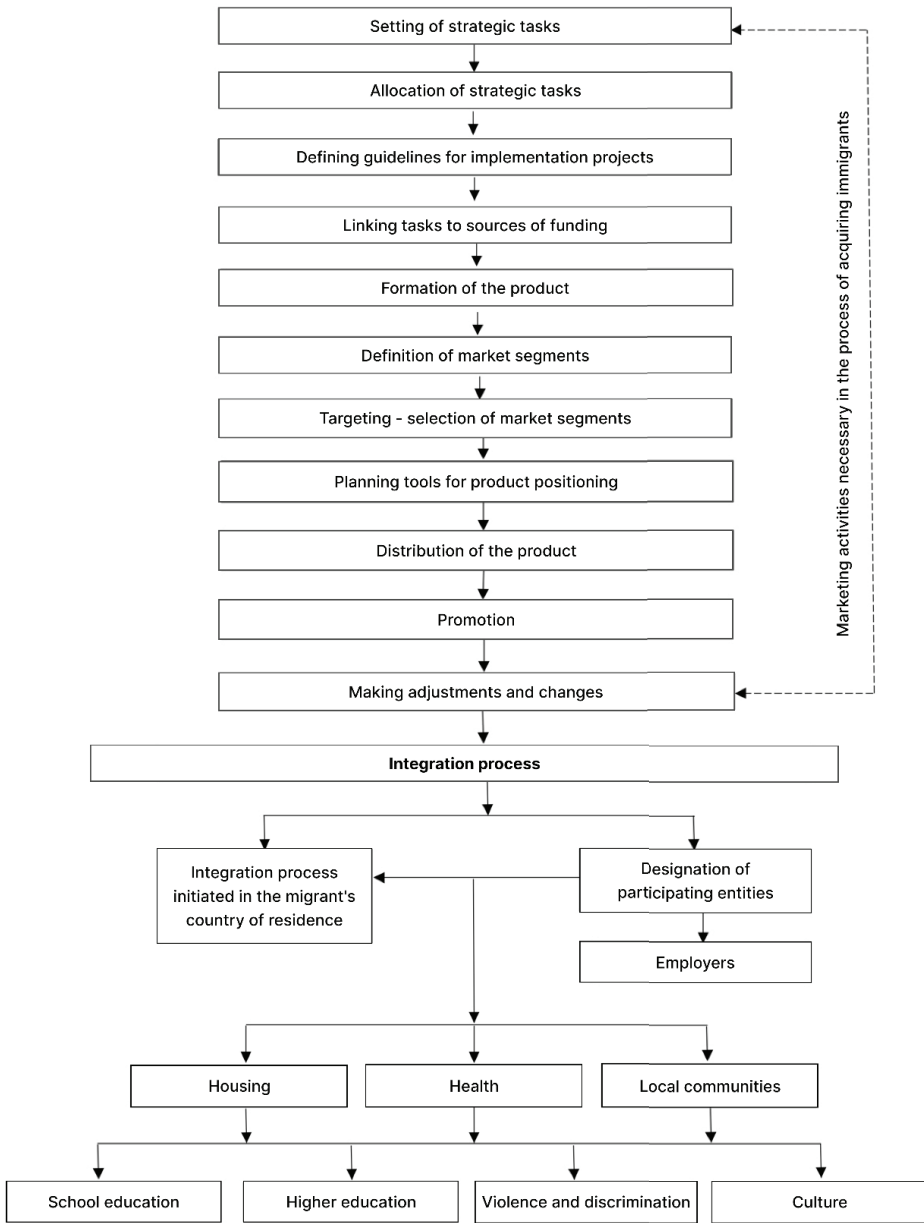 Setting of strategic tasks
Allocation of strategic tasks
Defining guidelines for implementation projects
Linking tasks to sources of funding
Formation of the product
Definition of market segments
Targeting - selection of market segments
Planning tools for product positioning
Distribution of the product
Promotion
Making adjustments and changes
Marketing activities necessary in the process of acquiring immigrants
Integration process
Integration process
initiated in the migrant's
country of residence
Designation of
participating entities
Employers
Housing
Health
Local communities
School education
Higher education
Violence and discrimination
Culture